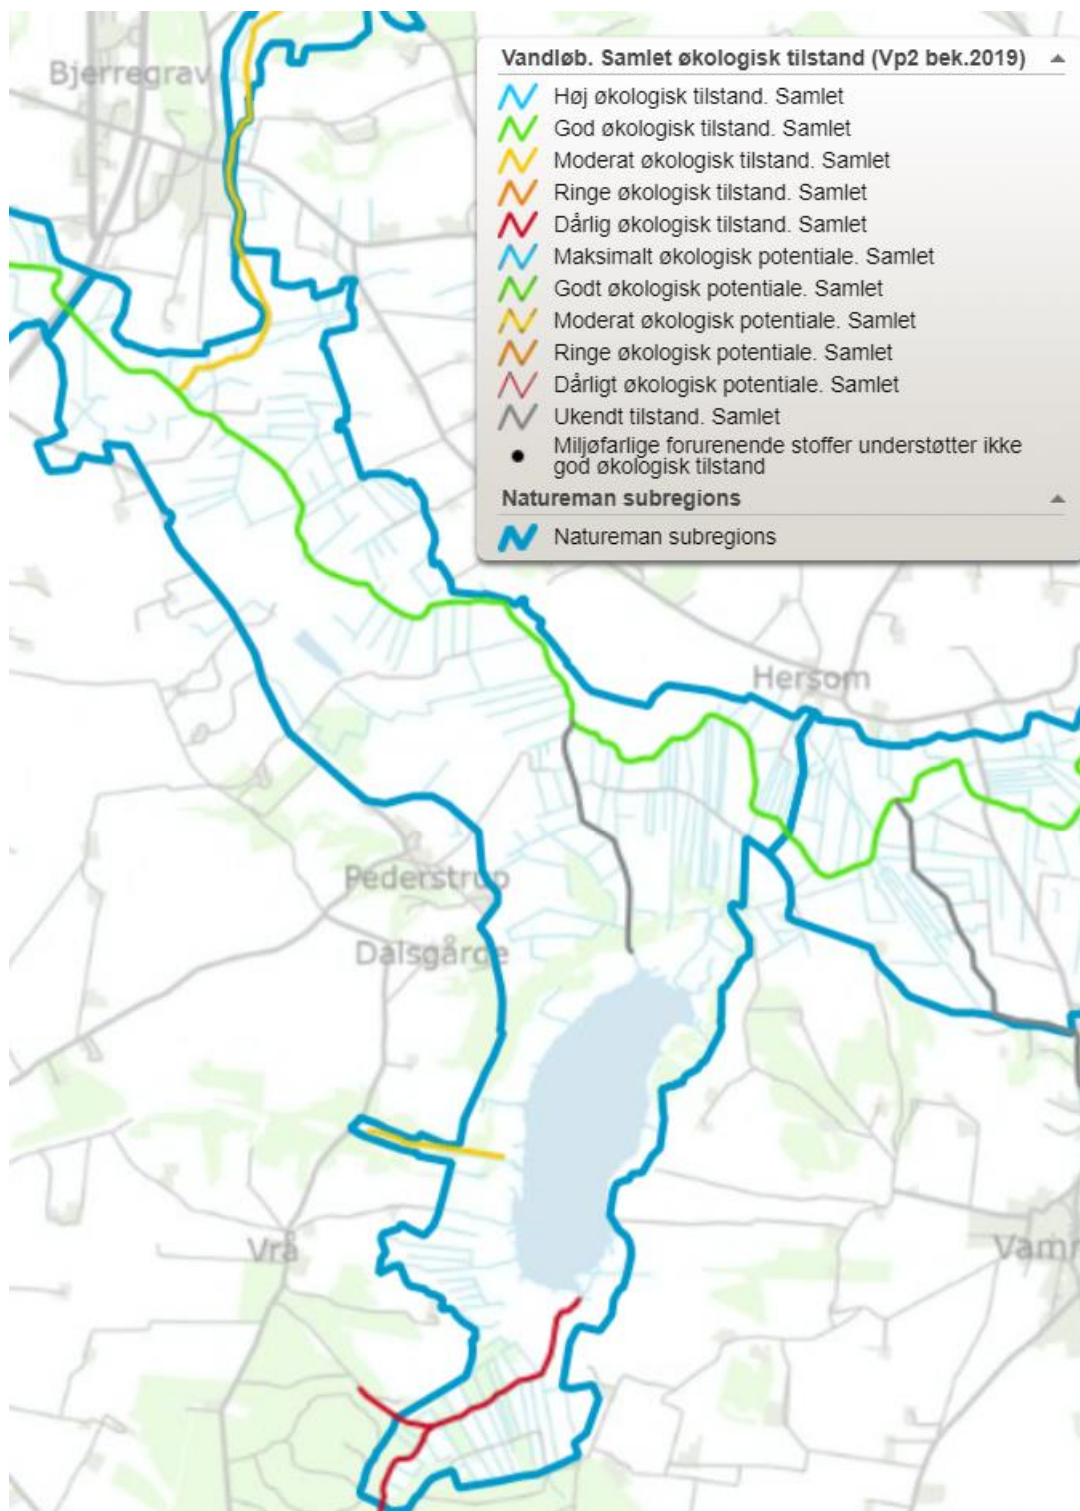 Bjerregrav
Vandløb. Samlet økologisk tilstand (Vp2 bek.2019)
Høj økologisk tilstand. Samlet
God økologisk tilstand. Samlet
Moderat økologisk tilstand. Samlet
Ringe økologisk tilstand. Samlet
Dårlig økologisk tilstand. Samlet
Maksimalt økologisk potentiale. Samlet
Godt økologisk potentiale. Samlet
Moderat økologisk potentiale. Samlet
Ringe økologisk potentiale. Samlet
Dårligt økologisk potentiale. Samlet
Ukendt tilstand. Samlet
Miljøfarlige forurenende stoffer understøtter ikke
god økologisk tilstand
Natureman subregions
Natureman subregions
Hersom
Pederstrup
Dalsgårde
Vrå
Vamm